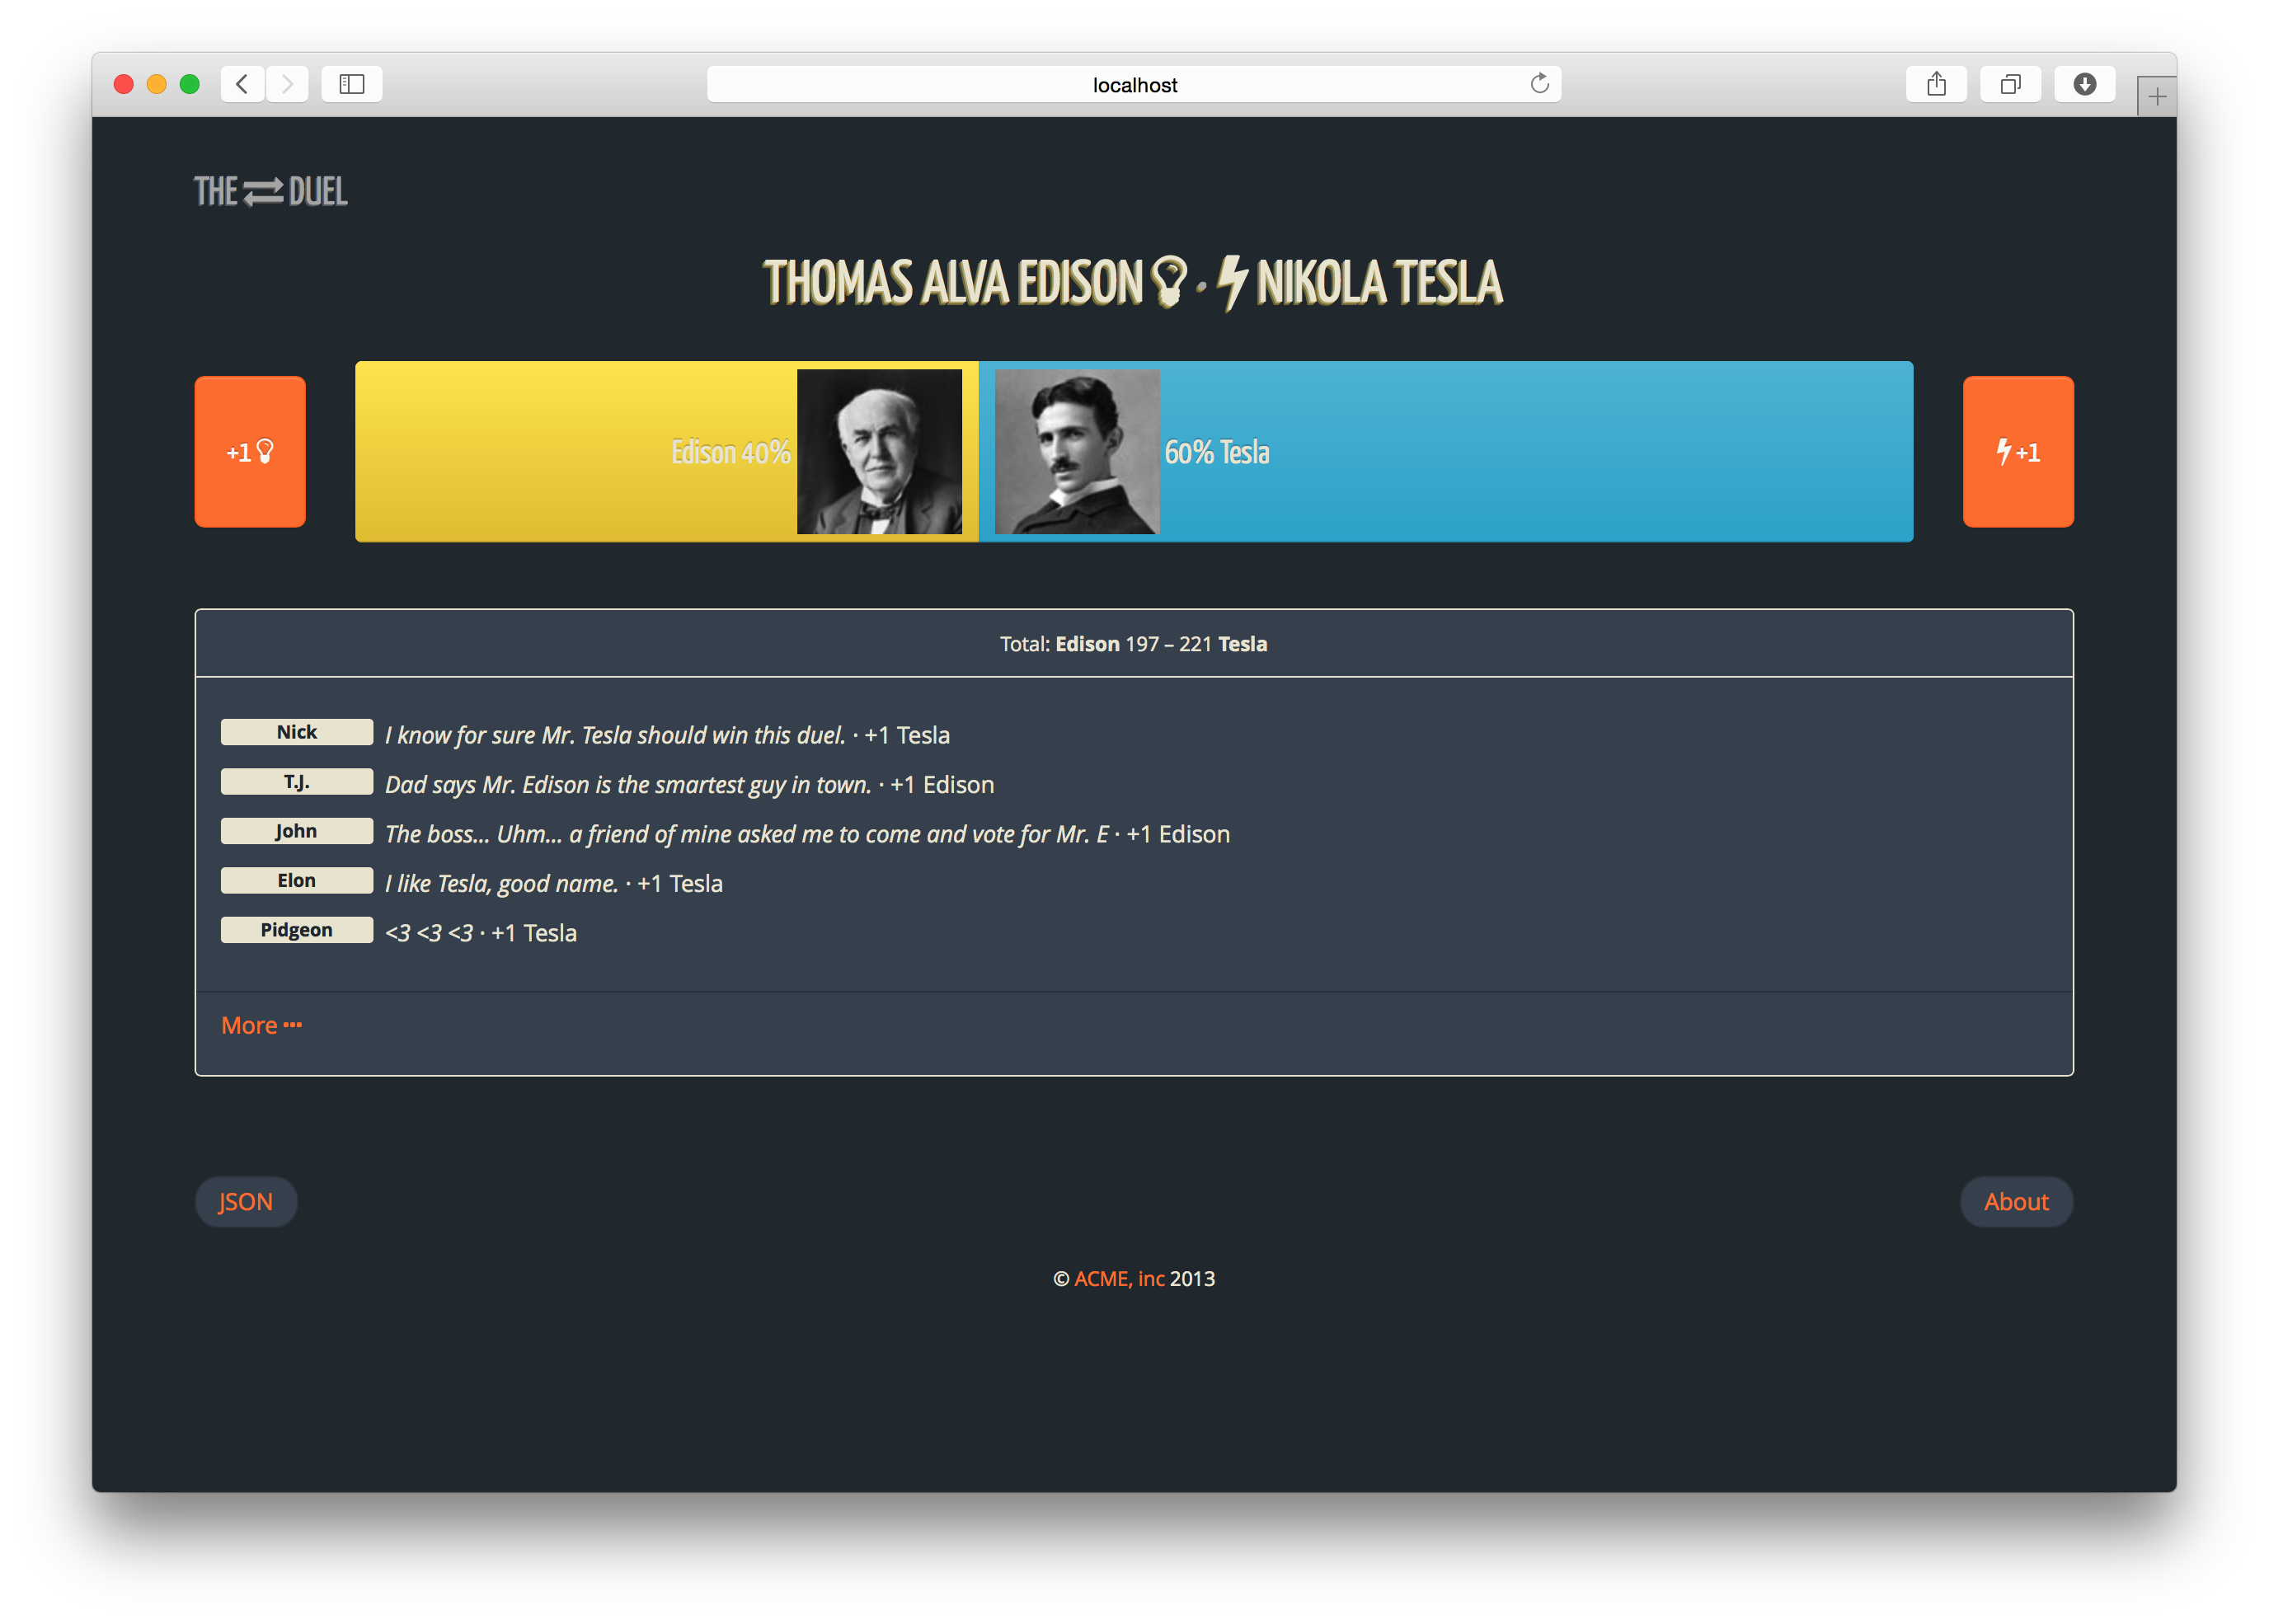 localhost
THE DUEL
THOMAS ALVA EDISON · NIKOLA TESLA
+1
Edison 40%
60% Tesla
+1
Total: Edison 197 – 221 Tesla
Nick I know for sure Mr. Tesla should win this duel. · +1 Tesla
T.J. Dad says Mr. Edison is the smartest guy in town. · +1 Edison
John The boss... Uhm... a friend of mine asked me to come and vote for Mr. E · +1 Edison
Elon I like Tesla, good name. · +1 Tesla
Pidgeon <3 <3 <3 · +1 Tesla
More
JSON
About
© ACME, inc 2013